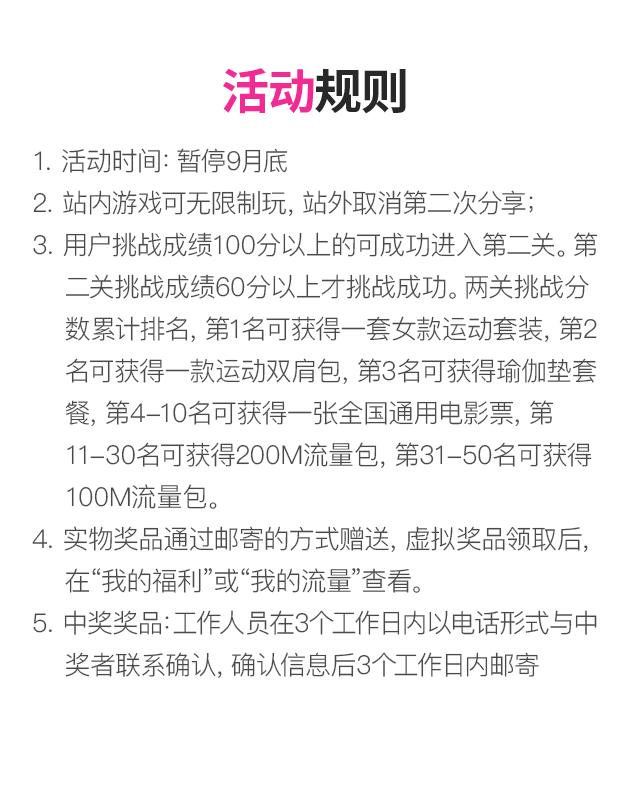 活动规则
1. 活动时间: 暂停9月底
2. 站内游戏可无限制玩, 站外取消第二次分享;
3. 用户挑战成绩100分以上的可成功进入第二关。第
二关挑战成绩60分以上才挑战成功。两关挑战分
数累计排名, 第1名可获得一套女款运动套装, 第2
名可获得一款运动双肩包, 第3名可获得瑜伽垫套
餐, 第4-10名可获得一张全国通用电影票, 第
11-30名可获得200M流量包, 第31-50名可获得
100M流量包。
4. 实物奖品通过邮寄的方式赠送, 虚拟奖品领取后,
在“我的福利”或“我的流量”查看。
5. 中奖奖品: 工作人员在3个工作日内以电话形式与中
奖者联系确认, 确认信息后3个工作日内邮寄